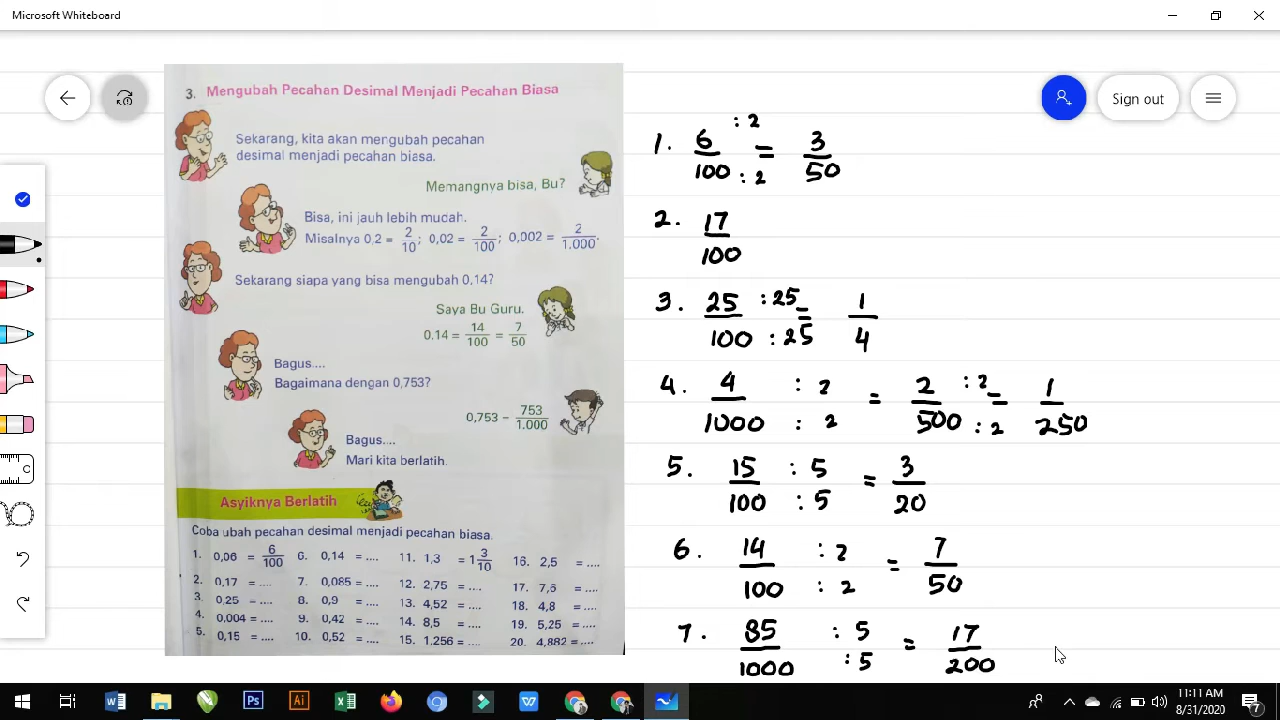 Microsoft Whiteboard
Sign out
3. Mengubah Pecahan Desimal Menjadi Pecahan Biasa
Sekarang, kita akan mengubah pecahan
desimal menjadi pecahan biasa.
Memangnya bisa, Bu?
Bisa, ini jauh lebih mudah.
Misalnya 0,2 = 2/10; 0,02 = 2/100; 0,002 = 2/1.000.
Sekarang siapa yang bisa mengubah 0.14?
Saya Bu Guru.
0.14 = 14/100 = 7/50
Bagus....
Bagaimana dengan 0,753?
0,753 = 753/1.000
Bagus....
Mari kita berlatih.
Asyiknya Berlatih
Coba ubah pecahan desimal menjadi pecahan biasa.
1. 0,06 = 6/100 6. 0,14 = .... 11. 1,3 = 1 3/10 16. 2,5 = ....
2. 0,17 = .... 7. 0,085 = .... 12. 2,75 = .... 17. 7,6 = ....
3. 0,25 = .... 8. 0,9 = .... 13. 4,52 = .... 18. 4,8 = ....
4. 0,004 = .... 9. 0,42 = .... 14. 8,5 = .... 19. 5,25 = ....
5. 0,15 = .... 10. 0,52 = .... 15. 1,256 = .... 20. 4,882 = ....
1. 6/100 :2/:2 = 3/50
2. 17/100
3. 25/100 :25/:25 = 1/4
4. 4/1000 :2/:2 = 2/500 :2/:2 = 1/250
5. 15/100 :5/:5 = 3/20
6. 14/100 :2/:2 = 7/50
7. 85/1000 :5/:5 = 17/200
11:11 AM
8/31/2020
7